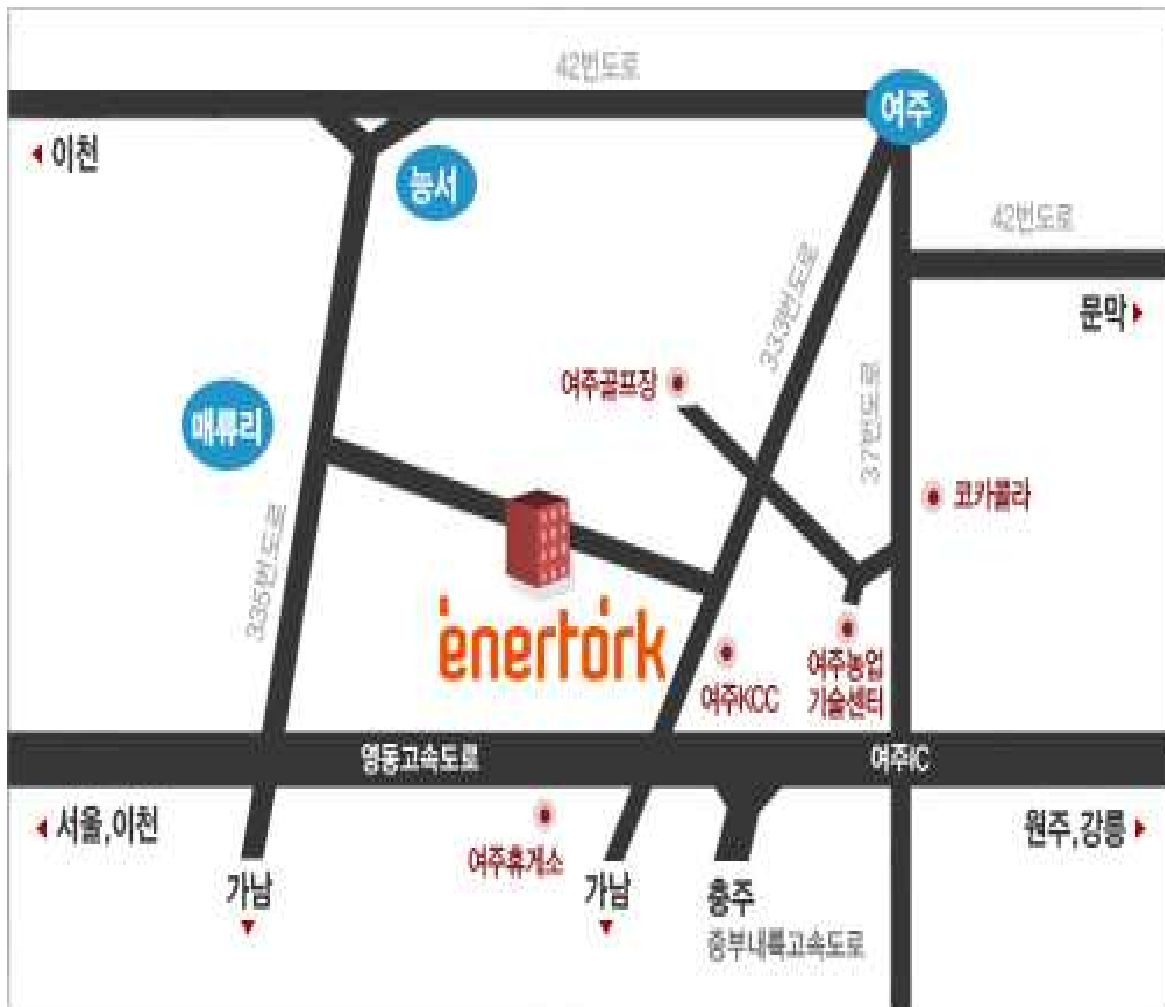 42번도로
여주
이천
능서
42번도로
문막
333번도로
여주골프장
37번도로
매류리
코카콜라
335번도로
enertork
여주KCC
여주농업
기술센터
영동고속도로
여주IC
서울,이천
원주,강릉
여주휴게소
가남
가남
충주
중부내륙고속도로